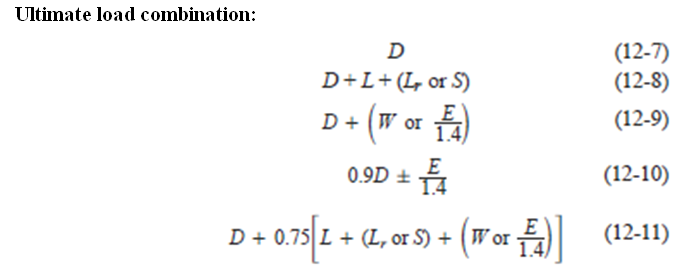 Ultimate load combination:
D (12-7)
D + L + (Lᵣ or S) (12-8)
D + (W or E/1.4) (12-9)
0.9D ± E/1.4 (12-10)
D + 0.75[L + (Lᵣ or S) + (W or E/1.4)] (12-11)